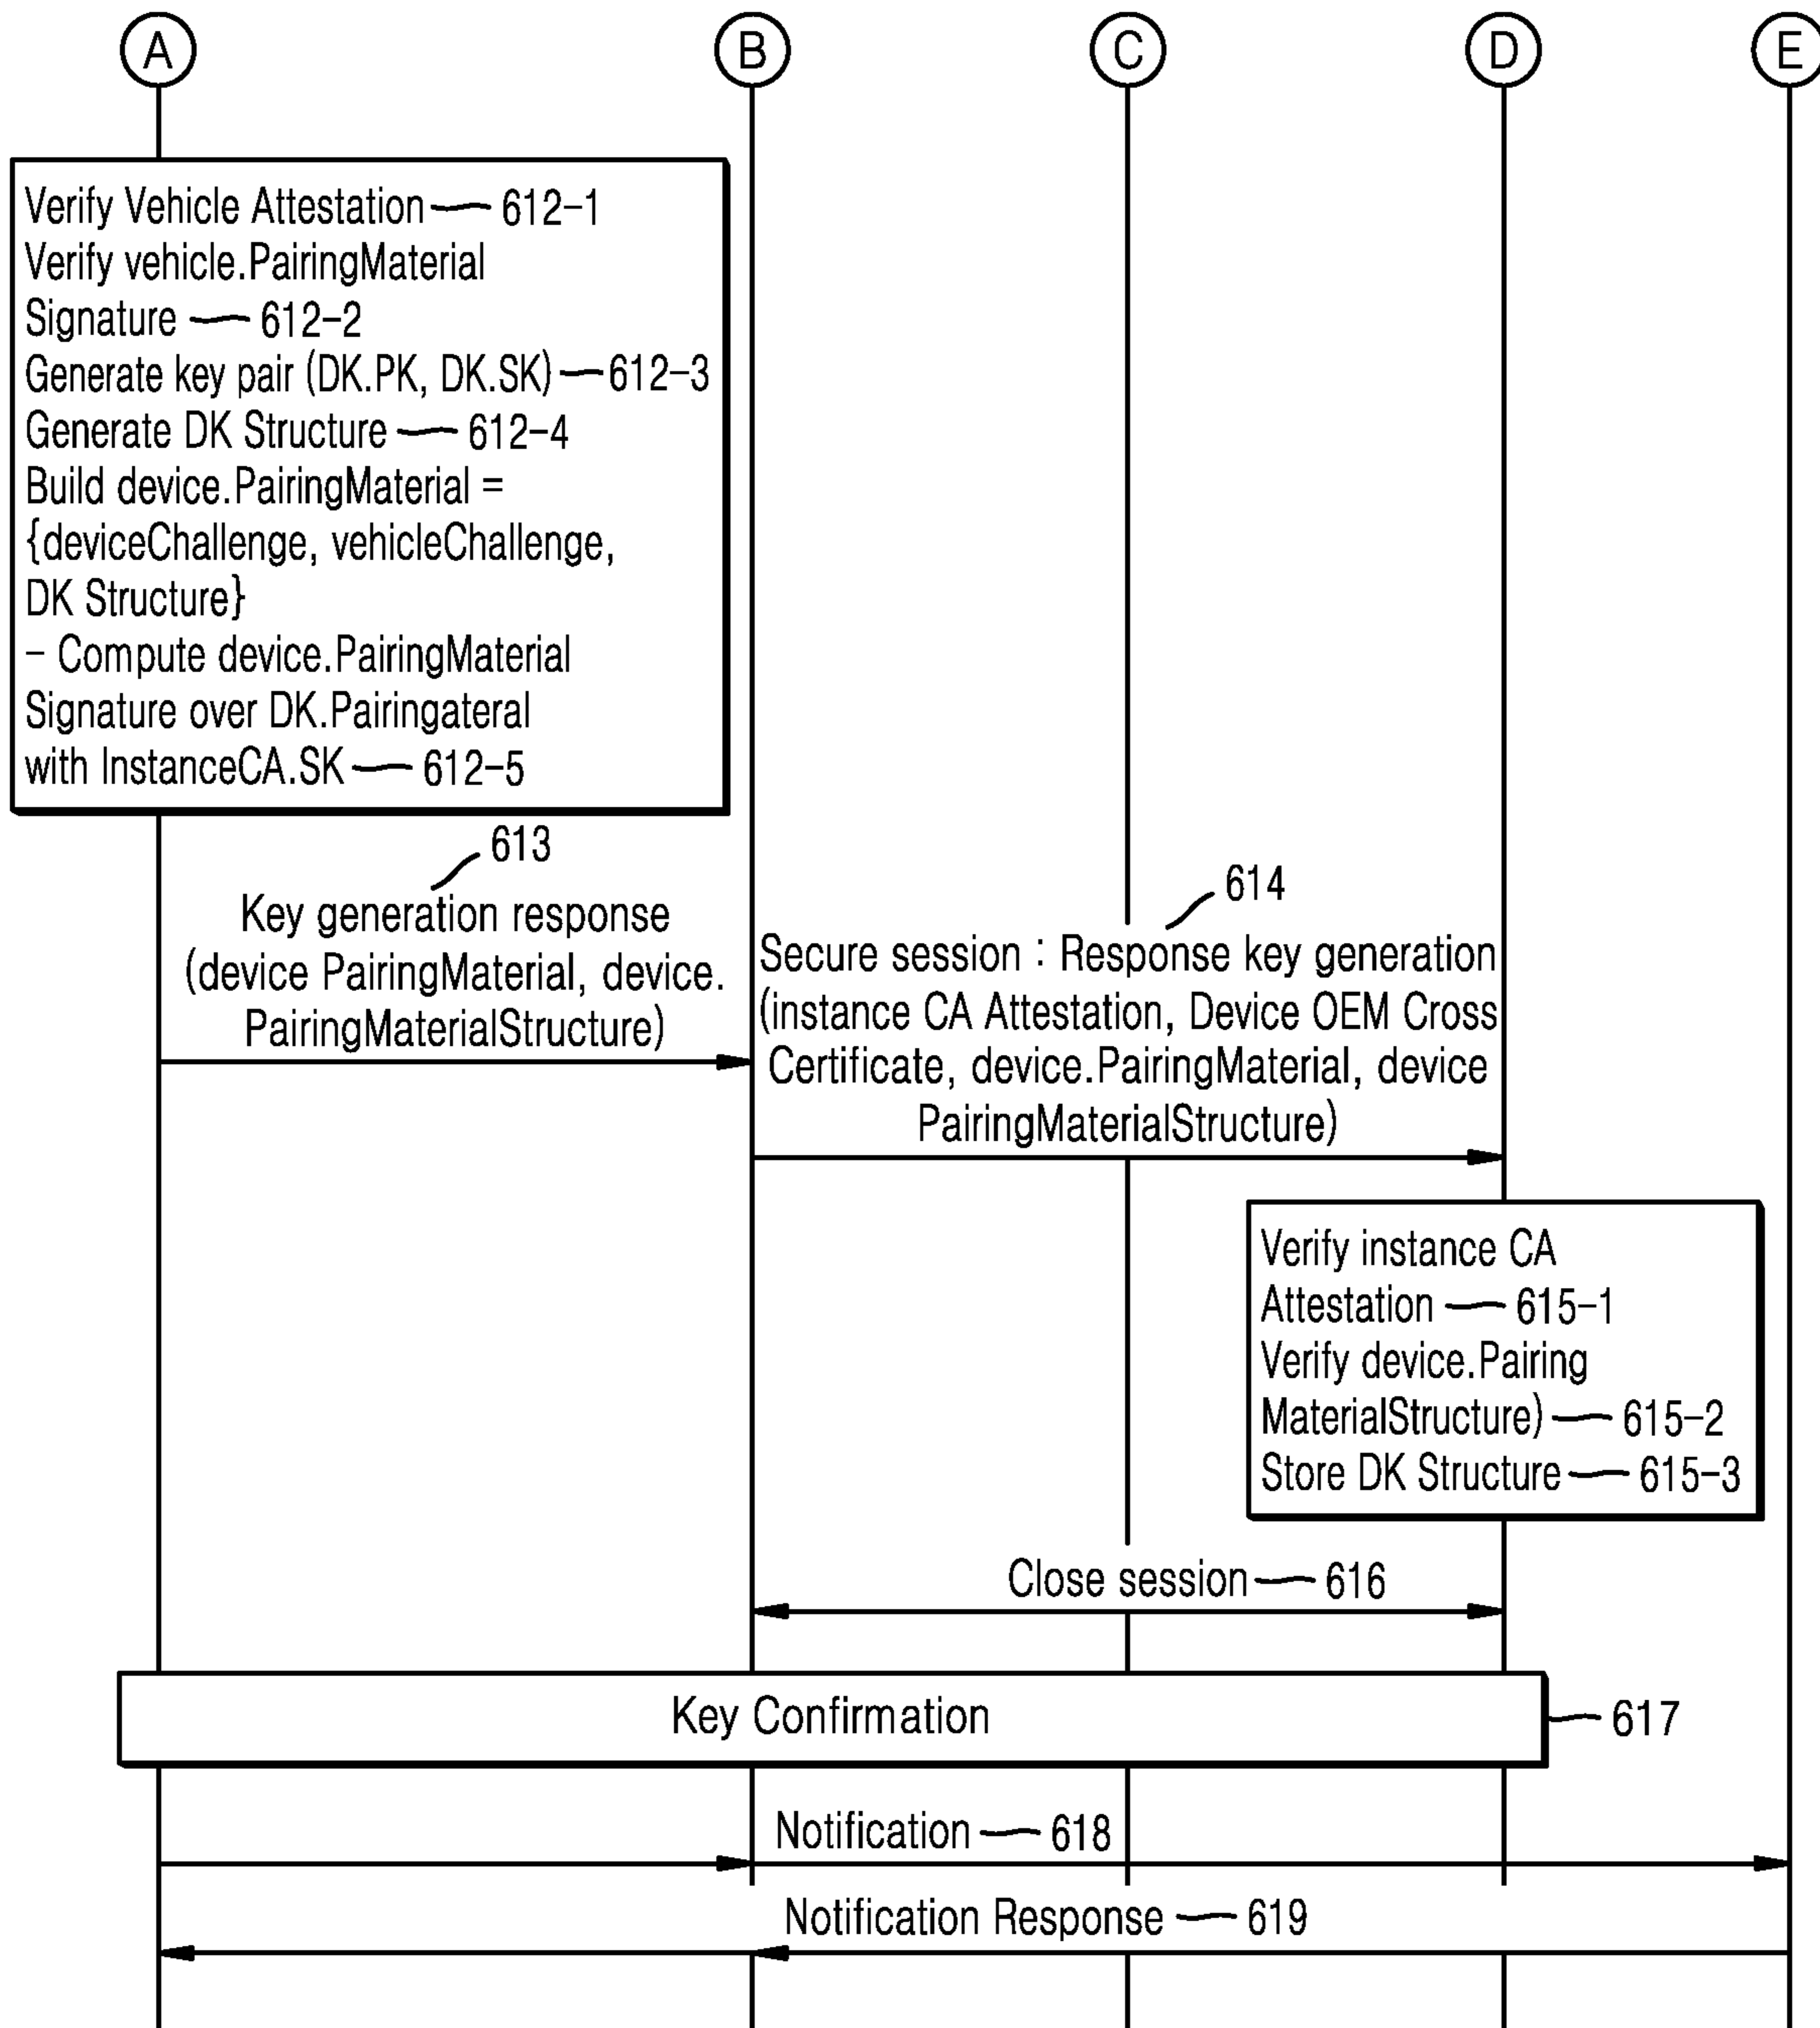 A
B
C
D
E
Verify Vehicle Attestation 612-1
Verify vehicle.PairingMaterial
Signature 612-2
Generate key pair (DK.PK, DK.SK) 612-3
Generate DK Structure 612-4
Build device.PairingMaterial =
{deviceChallenge, vehicleChallenge,
DK Structure}
- Compute device.PairingMaterial
Signature over DK.Pairingateral
with InstanceCA.SK 612-5
613
Key generation response
(device PairingMaterial, device.
PairingMaterialStructure)
614
Secure session : Response key generation
(instance CA Attestation, Device OEM Cross
Certificate, device.PairingMaterial, device
PairingMaterialStructure)
Verify instance CA
Attestation 615-1
Verify device.Pairing
MaterialStructure) 615-2
Store DK Structure 615-3
Close session 616
Key Confirmation 617
Notification 618
Notification Response 619